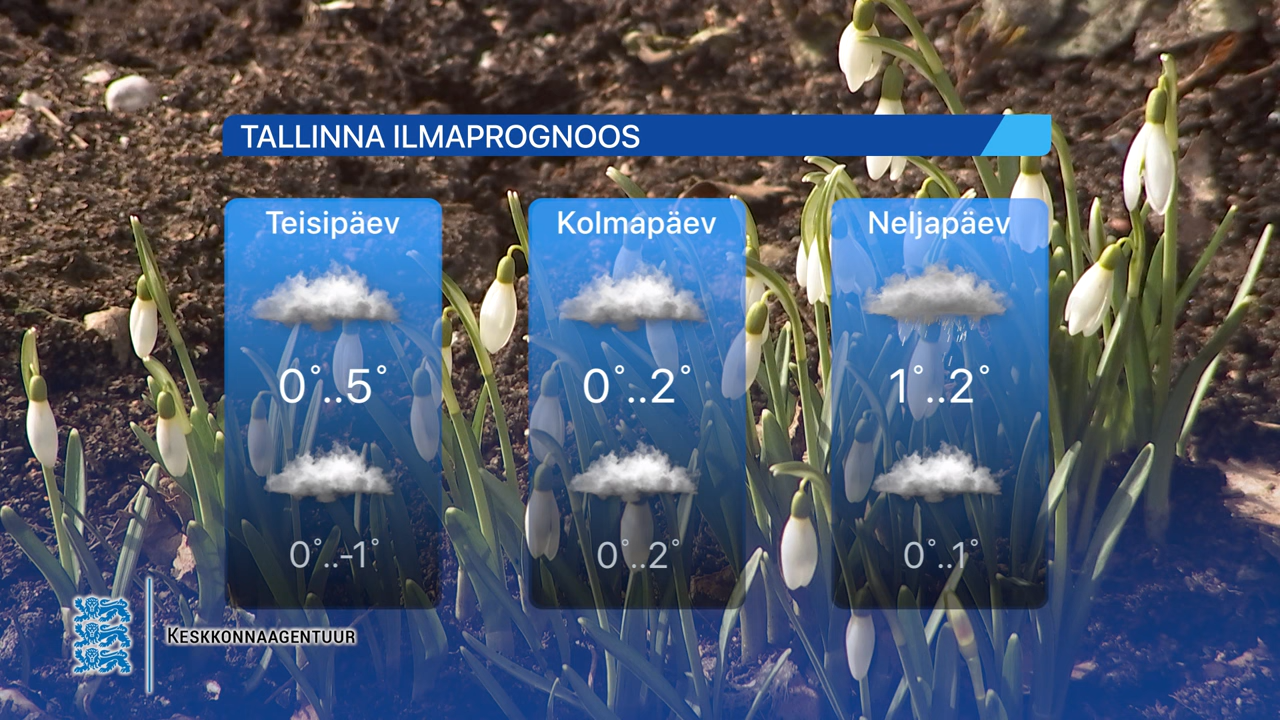 TALLINNA ILMAPROGNOOS
Teisipäev
0°..5°
0°..-1°
Kolmapäev
0°..2°
0°..2°
Neljapäev
1°..2°
0°..1°
KESKKONNAAGENTUUR